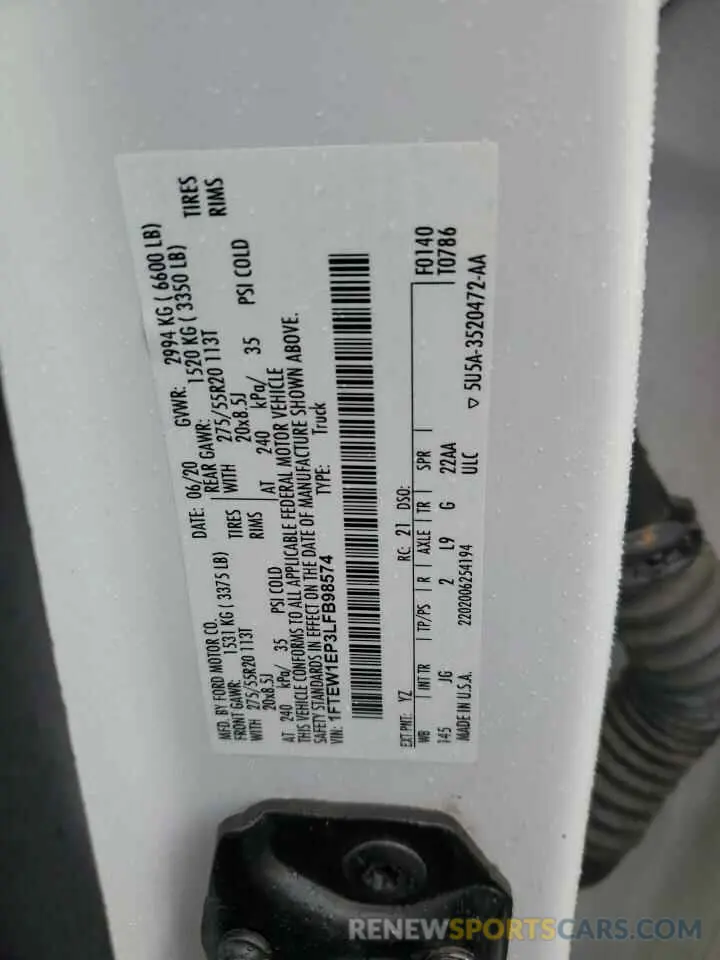 MFD. BY FORD MOTOR CO. DATE: 06/20 GVWR: 2994 KG ( 6600 LB)
FRONT GAWR: 1531 KG ( 3375 LB) REAR GAWR: 1520 KG ( 3350 LB)
WITH 275/55R20 113T TIRES WITH 275/55R20 113T TIRES
20x8.5J RIMS 20x8.5J RIMS
AT 240 kPa/ 35 PSI COLD AT 240 kPa/ 35 PSI COLD
THIS VEHICLE CONFORMS TO ALL APPLICABLE FEDERAL MOTOR VEHICLE
SAFETY STANDARDS IN EFFECT ON THE DATE OF MANUFACTURE SHOWN ABOVE.
VIN: 1FTEW1EP3LFB98574 TYPE: Truck
EXT PNT: YZ RC: 21 DSO: F0140
WB INT TR TP/PS R AXLE TR SPR T0786
145 JG 2 L9 G 22AA
MADE IN U.S.A. 2202006254194 ULC ▽ 5U5A-3520472-AA
RENEWSPORTSCARS.COM